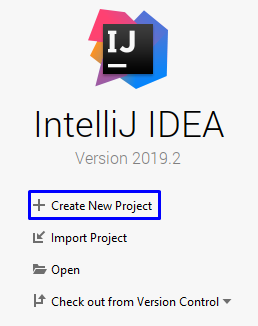 IJ
IntelliJ IDEA
Version 2019.2
Create New Project
Import Project
Open
Check out from Version Control